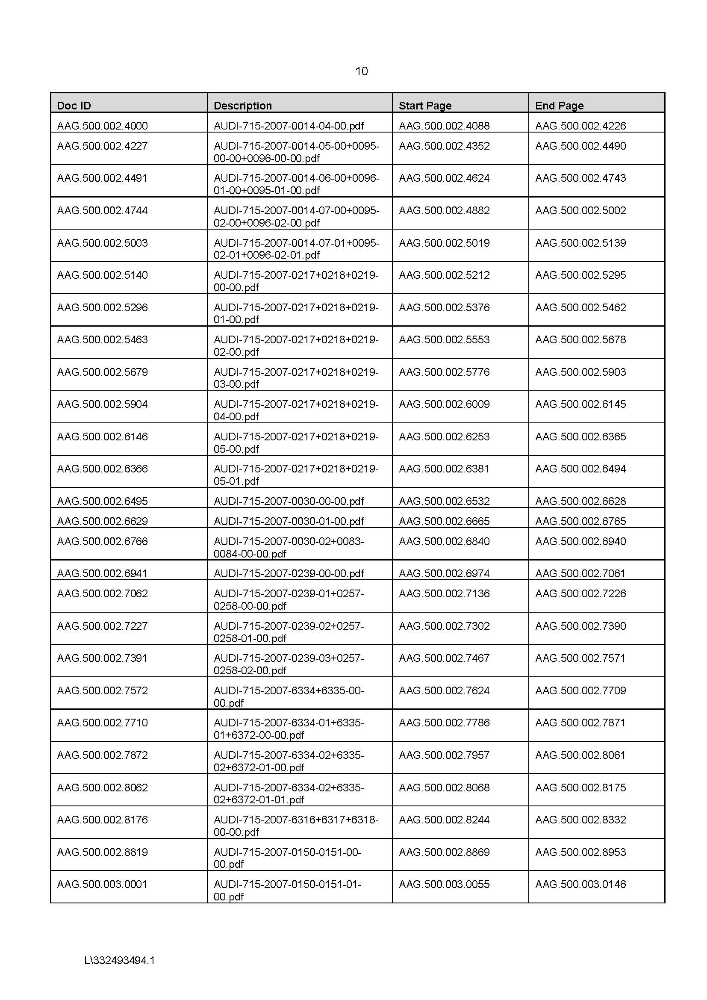 10
Doc ID Description Start Page End Page
AAG.500.002.4000 AUDI-715-2007-0014-04-00.pdf AAG.500.002.4088 AAG.500.002.4226
AAG.500.002.4227 AUDI-715-2007-0014-05-00+0095- AAG.500.002.4352 AAG.500.002.4490
00-00+0096-00-00.pdf
AAG.500.002.4491 AUDI-715-2007-0014-06-00+0096- AAG.500.002.4624 AAG.500.002.4743
01-00+0095-01-00.pdf
AAG.500.002.4744 AUDI-715-2007-0014-07-00+0095- AAG.500.002.4882 AAG.500.002.5002
02-00+0096-02-00.pdf
AAG.500.002.5003 AUDI-715-2007-0014-07-01+0095- AAG.500.002.5019 AAG.500.002.5139
02-01+0096-02-01.pdf
AAG.500.002.5140 AUDI-715-2007-0217+0218+0219- AAG.500.002.5212 AAG.500.002.5295
00-00.pdf
AAG.500.002.5296 AUDI-715-2007-0217+0218+0219- AAG.500.002.5376 AAG.500.002.5462
01-00.pdf
AAG.500.002.5463 AUDI-715-2007-0217+0218+0219- AAG.500.002.5553 AAG.500.002.5678
02-00.pdf
AAG.500.002.5679 AUDI-715-2007-0217+0218+0219- AAG.500.002.5776 AAG.500.002.5903
03-00.pdf
AAG.500.002.5904 AUDI-715-2007-0217+0218+0219- AAG.500.002.6009 AAG.500.002.6145
04-00.pdf
AAG.500.002.6146 AUDI-715-2007-0217+0218+0219- AAG.500.002.6253 AAG.500.002.6365
05-00.pdf
AAG.500.002.6366 AUDI-715-2007-0217+0218+0219- AAG.500.002.6381 AAG.500.002.6494
05-01.pdf
AAG.500.002.6495 AUDI-715-2007-0030-00-00.pdf AAG.500.002.6532 AAG.500.002.6628
AAG.500.002.6629 AUDI-715-2007-0030-01-00.pdf AAG.500.002.6665 AAG.500.002.6765
AAG.500.002.6766 AUDI-715-2007-0030-02+0083- AAG.500.002.6840 AAG.500.002.6940
0084-00-00.pdf
AAG.500.002.6941 AUDI-715-2007-0239-00-00.pdf AAG.500.002.6974 AAG.500.002.7061
AAG.500.002.7062 AUDI-715-2007-0239-01+0257- AAG.500.002.7136 AAG.500.002.7226
0258-00-00.pdf
AAG.500.002.7227 AUDI-715-2007-0239-02+0257- AAG.500.002.7302 AAG.500.002.7390
0258-01-00.pdf
AAG.500.002.7391 AUDI-715-2007-0239-03+0257- AAG.500.002.7467 AAG.500.002.7571
0258-02-00.pdf
AAG.500.002.7572 AUDI-715-2007-6334+6335-00- AAG.500.002.7624 AAG.500.002.7709
00.pdf
AAG.500.002.7710 AUDI-715-2007-6334-01+6335- AAG.500.002.7786 AAG.500.002.7871
01+6372-00-00.pdf
AAG.500.002.7872 AUDI-715-2007-6334-02+6335- AAG.500.002.7957 AAG.500.002.8061
02+6372-01-00.pdf
AAG.500.002.8062 AUDI-715-2007-6334-02+6335- AAG.500.002.8068 AAG.500.002.8175
02+6372-01-01.pdf
AAG.500.002.8176 AUDI-715-2007-6316+6317+6318- AAG.500.002.8244 AAG.500.002.8332
00-00.pdf
AAG.500.002.8819 AUDI-715-2007-0150-0151-00- AAG.500.002.8869 AAG.500.002.8953
00.pdf
AAG.500.003.0001 AUDI-715-2007-0150-0151-01- AAG.500.003.0055 AAG.500.003.0146
00.pdf
L\332493494.1